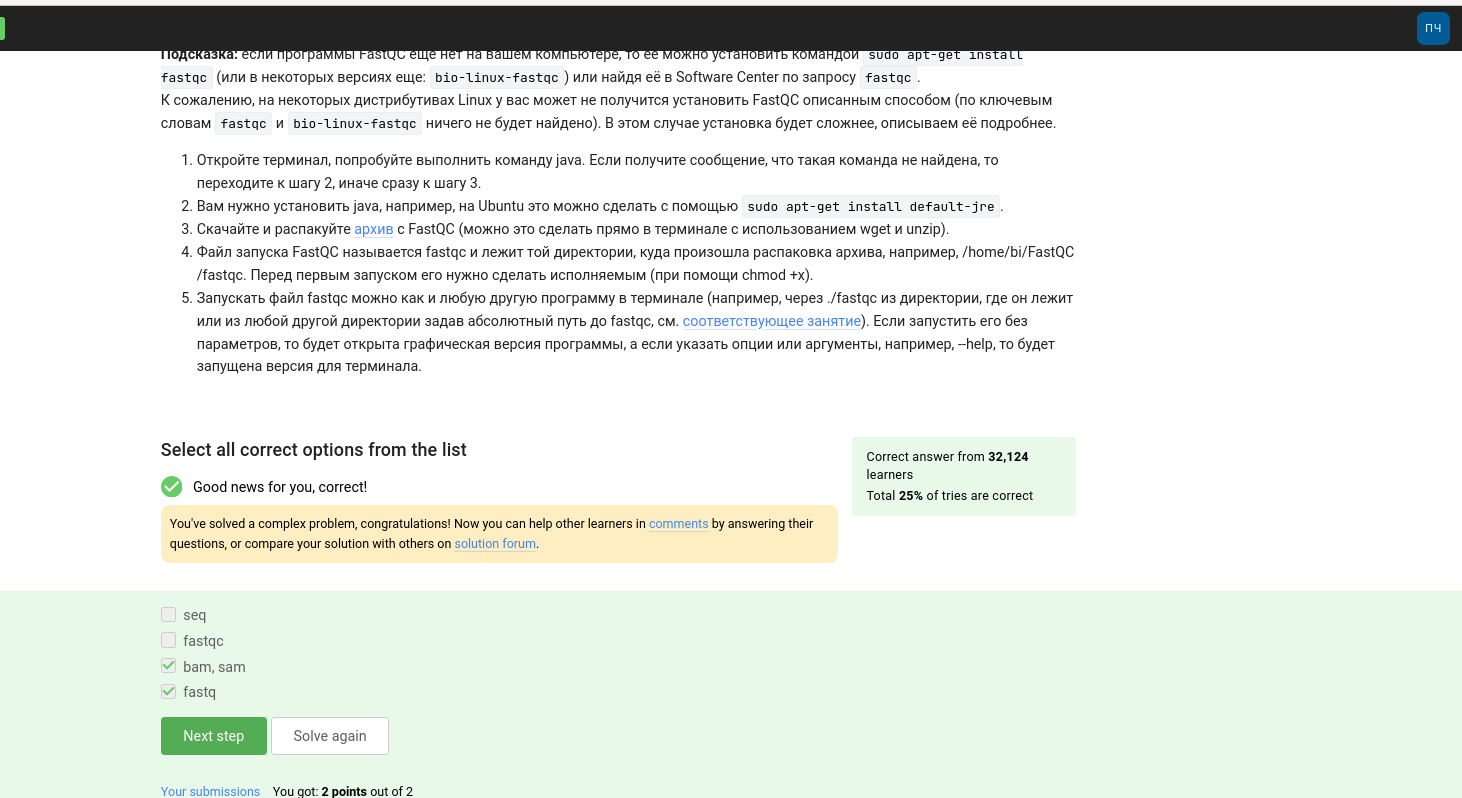 ПЧ
Подсказка: если программы FastQC еще нет на вашем компьютере, то ее можно установить командой sudo apt-get install
fastqc (или в некоторых версиях еще: bio-linux-fastqc) или найдя её в Software Center по запросу fastqc.
К сожалению, на некоторых дистрибутивах Linux у вас может не получится установить FastQC описанным способом (по ключевым
словам fastqc и bio-linux-fastqc ничего не будет найдено). В этом случае установка будет сложнее, описываем её подробнее.
1. Откройте терминал, попробуйте выполнить команду java. Если получите сообщение, что такая команда не найдена, то
переходите к шагу 2, иначе сразу к шагу 3.
2. Вам нужно установить java, например, на Ubuntu это можно сделать с помощью sudo apt-get install default-jre.
3. Скачайте и распакуйте архив с FastQC (можно это сделать прямо в терминале с использованием wget и unzip).
4. Файл запуска FastQC называется fastqc и лежит той директории, куда произошла распаковка архива, например, /home/bi/FastQC
/fastqc. Перед первым запуском его нужно сделать исполняемым (при помощи chmod +x).
5. Запускать файл fastqc можно как и любую другую программу в терминале (например, через ./fastqc из директории, где он лежит
или из любой другой директории задав абсолютный путь до fastqc, см. соответствующее занятие). Если запустить его без
параметров, то будет открыта графическая версия программы, а если указать опции или аргументы, например, --help, то будет
запущена версия для терминала.
Select all correct options from the list
Good news for you, correct!
You've solved a complex problem, congratulations! Now you can help other learners in comments by answering their
questions, or compare your solution with others on solution forum.
Correct answer from 32,124
learners
Total 25% of tries are correct
seq
fastqc
bam, sam
fastq
Next step
Solve again
Your submissions You got: 2 points out of 2